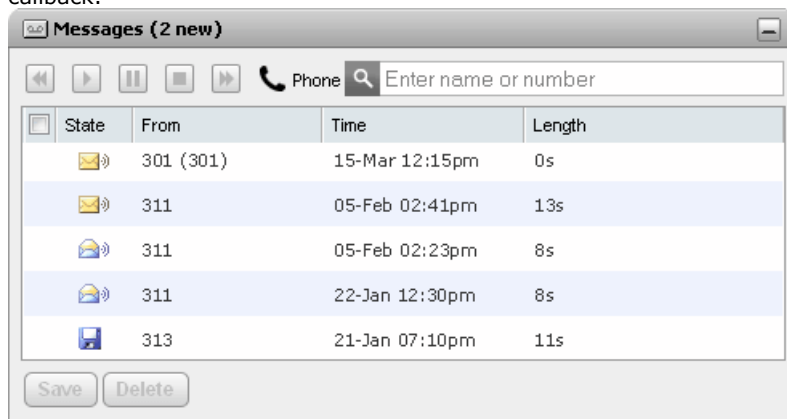 callback.
Messages (2 new)
Phone Enter name or number
State From Time Length
301 (301) 15-Mar 12:15pm 0s
311 05-Feb 02:41pm 13s
311 05-Feb 02:23pm 8s
311 22-Jan 12:30pm 8s
313 21-Jan 07:10pm 11s
Save Delete